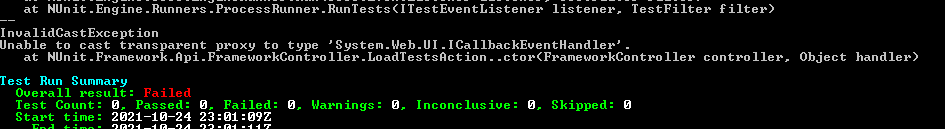 at NUnit.Engine.Runners.ProcessRunner.RunTests(ITestEventListener listener, TestFilter filter)
--
InvalidCastException
Unable to cast transparent proxy to type 'System.Web.UI.ICallbackEventHandler'.
at NUnit.Framework.Api.FrameworkController.LoadTestsAction..ctor(FrameworkController controller, Object handler)
Test Run Summary
Overall result: Failed
Test Count: 0, Passed: 0, Failed: 0, Warnings: 0, Inconclusive: 0, Skipped: 0
Start time: 2021-10-24 23:01:09Z
End time: 2021-10-24 23:01:11Z